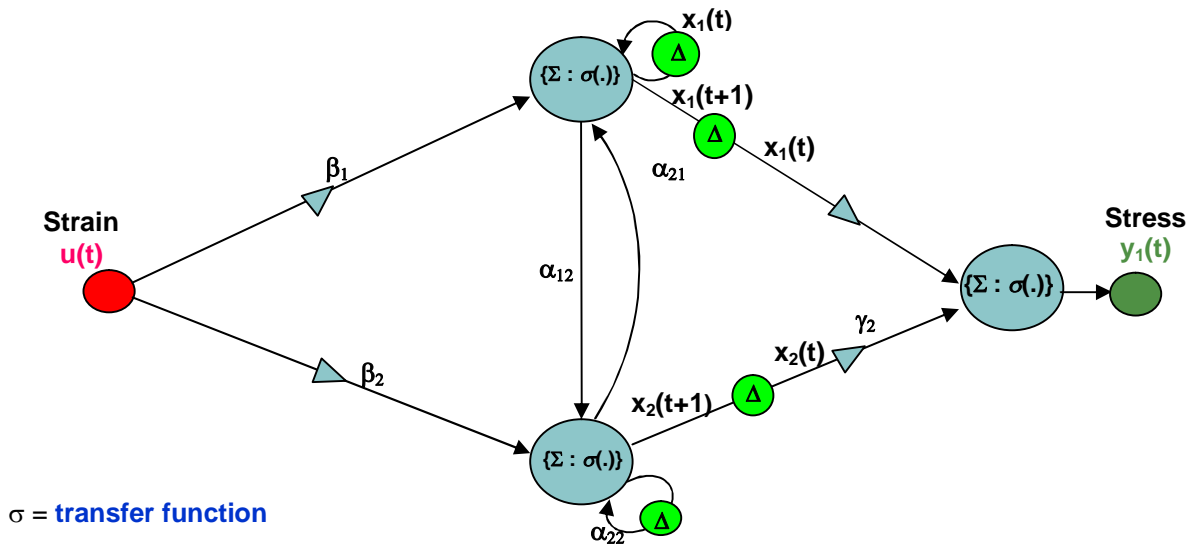 x₁(t)
Δ
{Σ : σ(.)}
x₁(t+1)
Δ
x₁(t)
α₂₁
β₁
Strain
u(t)
Stress
y₁(t)
α₁₂
{Σ : σ(.)}
γ₂
x₂(t)
β₂
x₂(t+1)
Δ
{Σ : σ(.)}
σ = transfer function
α₂₂
Δ